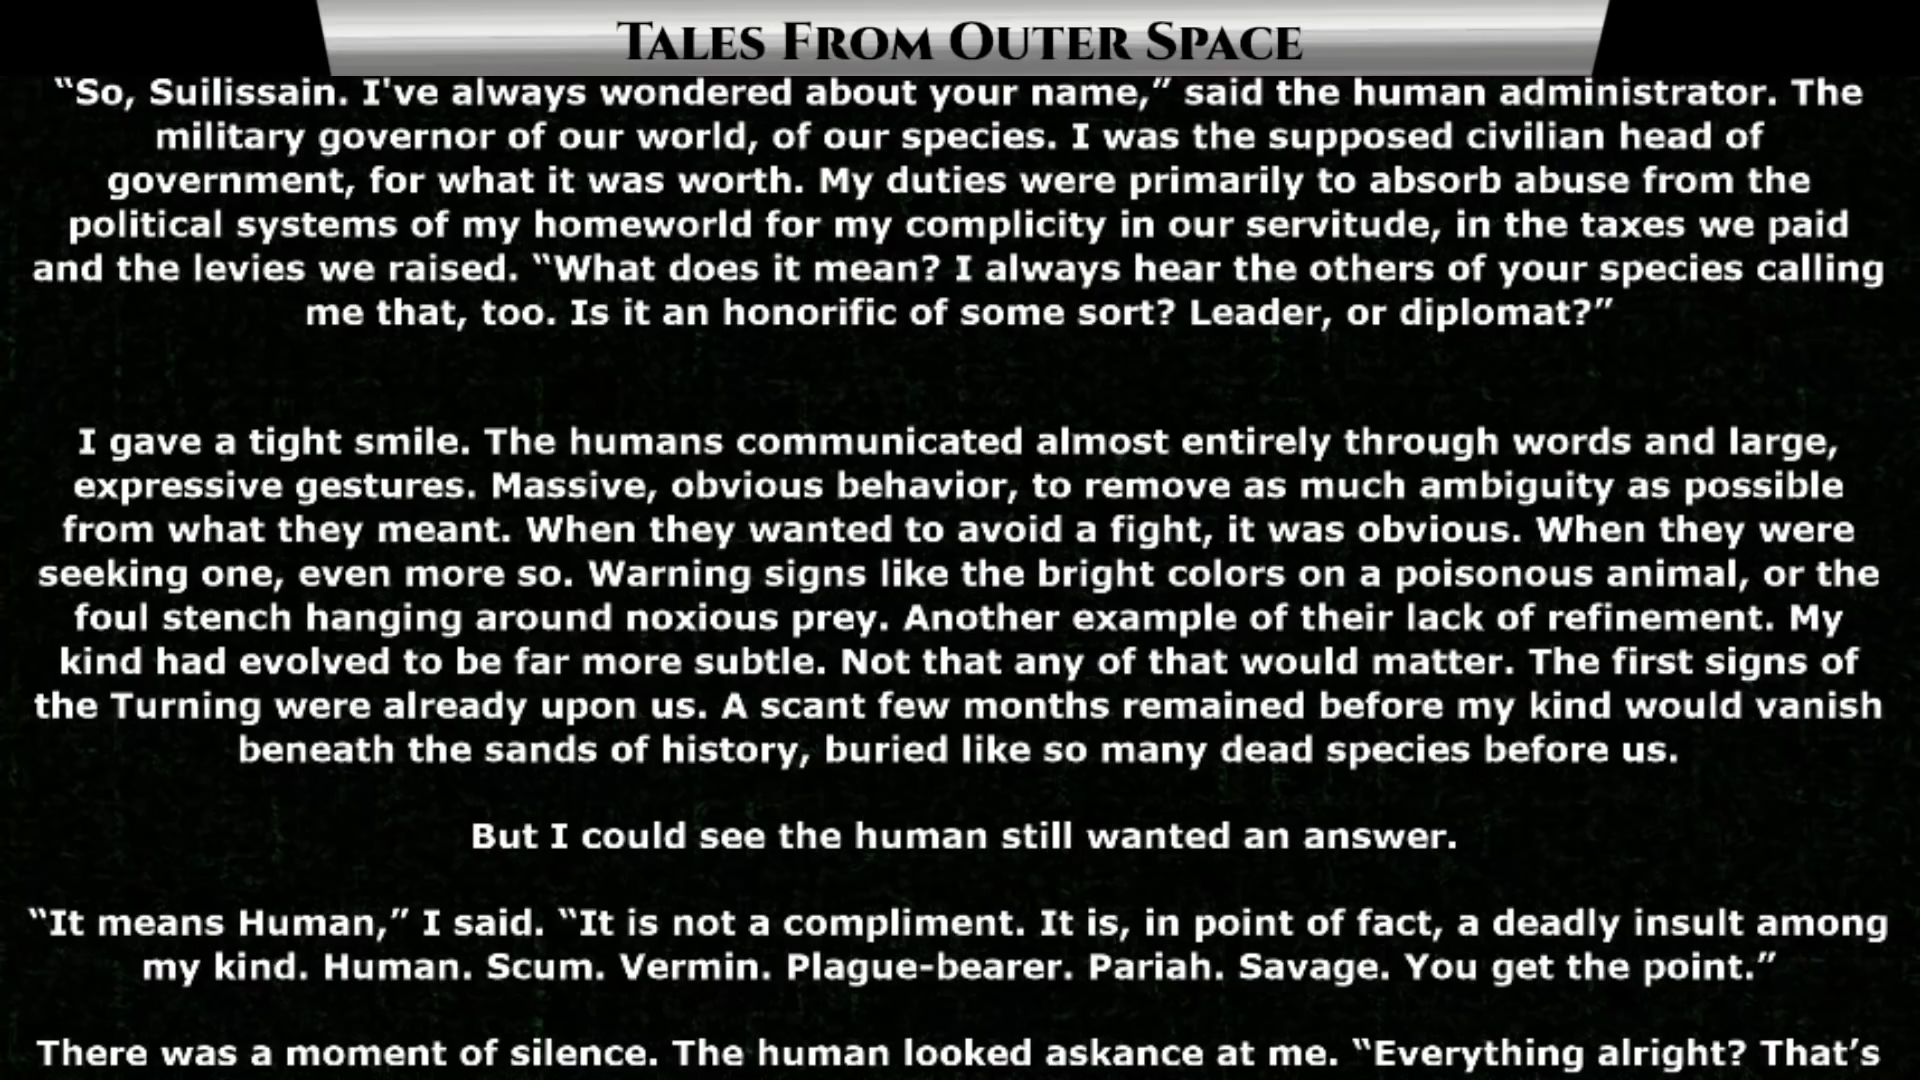 Tales From Outer Space
“So, Suilissain. I've always wondered about your name,” said the human administrator. The
military governor of our world, of our species. I was the supposed civilian head of
government, for what it was worth. My duties were primarily to absorb abuse from the
political systems of my homeworld for my complicity in our servitude, in the taxes we paid
and the levies we raised. “What does it mean? I always hear the others of your species calling
me that, too. Is it an honorific of some sort? Leader, or diplomat?”
I gave a tight smile. The humans communicated almost entirely through words and large,
expressive gestures. Massive, obvious behavior, to remove as much ambiguity as possible
from what they meant. When they wanted to avoid a fight, it was obvious. When they were
seeking one, even more so. Warning signs like the bright colors on a poisonous animal, or the
foul stench hanging around noxious prey. Another example of their lack of refinement. My
kind had evolved to be far more subtle. Not that any of that would matter. The first signs of
the Turning were already upon us. A scant few months remained before my kind would vanish
beneath the sands of history, buried like so many dead species before us.
But I could see the human still wanted an answer.
“It means Human,” I said. “It is not a compliment. It is, in point of fact, a deadly insult among
my kind. Human. Scum. Vermin. Plague-bearer. Pariah. Savage. You get the point.”
There was a moment of silence. The human looked askance at me. “Everything alright? That’s